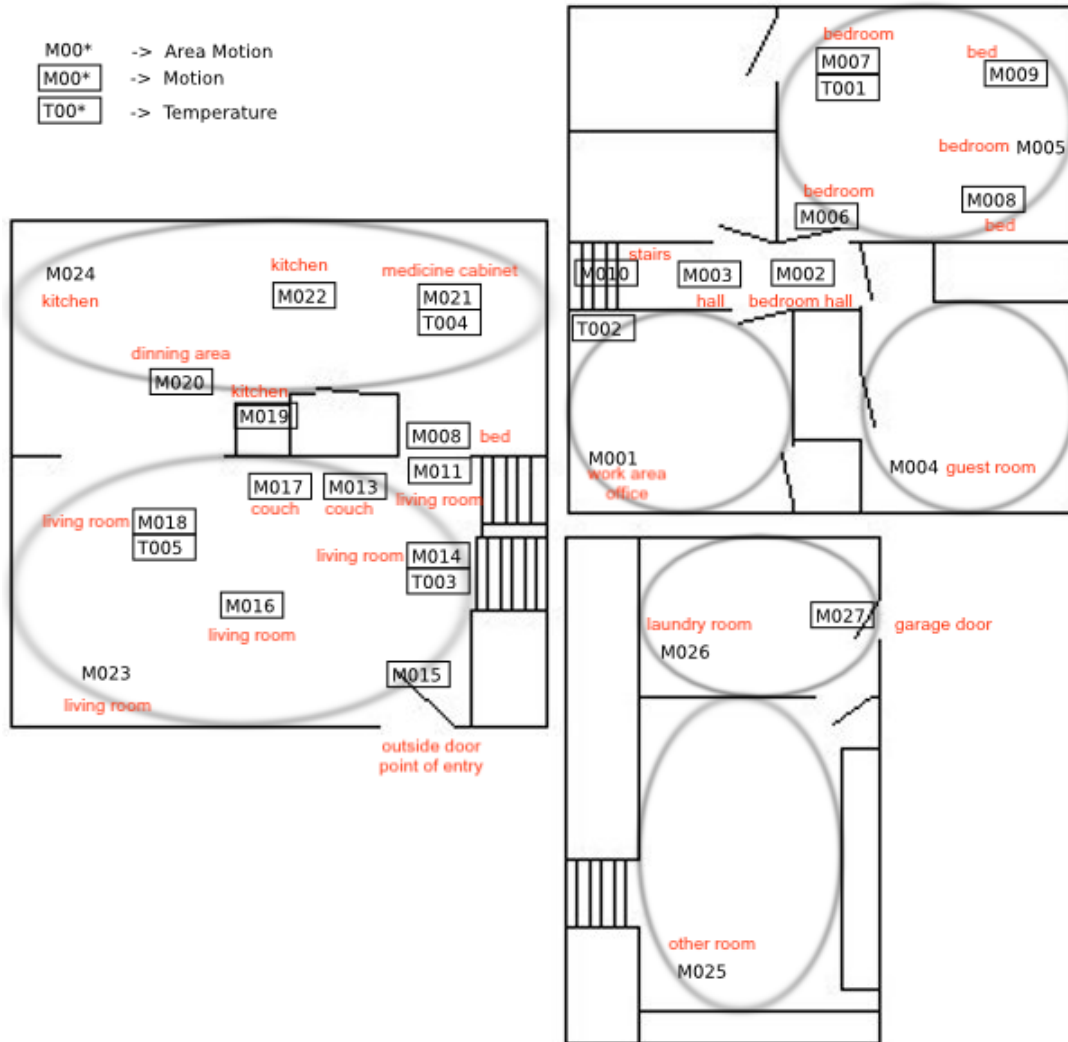 M00* -> Area Motion
M00* -> Motion
T00* -> Temperature
M024
kitchen
kitchen
M022
medicine cabinet
M021
T004
dinning area
M020
kitchen
M019
M008 bed
M011
living room
M017
couch
M013
couch
living room M018
T005
living room M014
T003
M016
living room
M023
living room
M015
outside door
point of entry
bedroom
M007
T001
bed
M009
bedroom M005
bedroom
M006
M008
bed
stairs
M010
M003
hall
M002
bedroom hall
T002
M001
work area
office
M004 guest room
laundry room
M026
M027
garage door
other room
M025